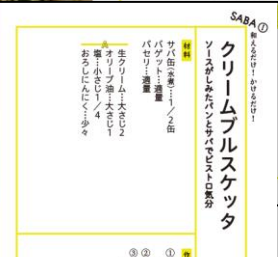 SABA①
和えるだけ!かけるだけ!
クリームブルスケッタ
ソースがしみたパンとサバでビストロ気分
材料
サバ缶(水煮)…1/2缶
バゲット…適量
パセリ…適量
A
生クリーム…大さじ2
オリーブ油…大さじ1
塩…小さじ1/4
おろしにんにく…少々
①
②
③